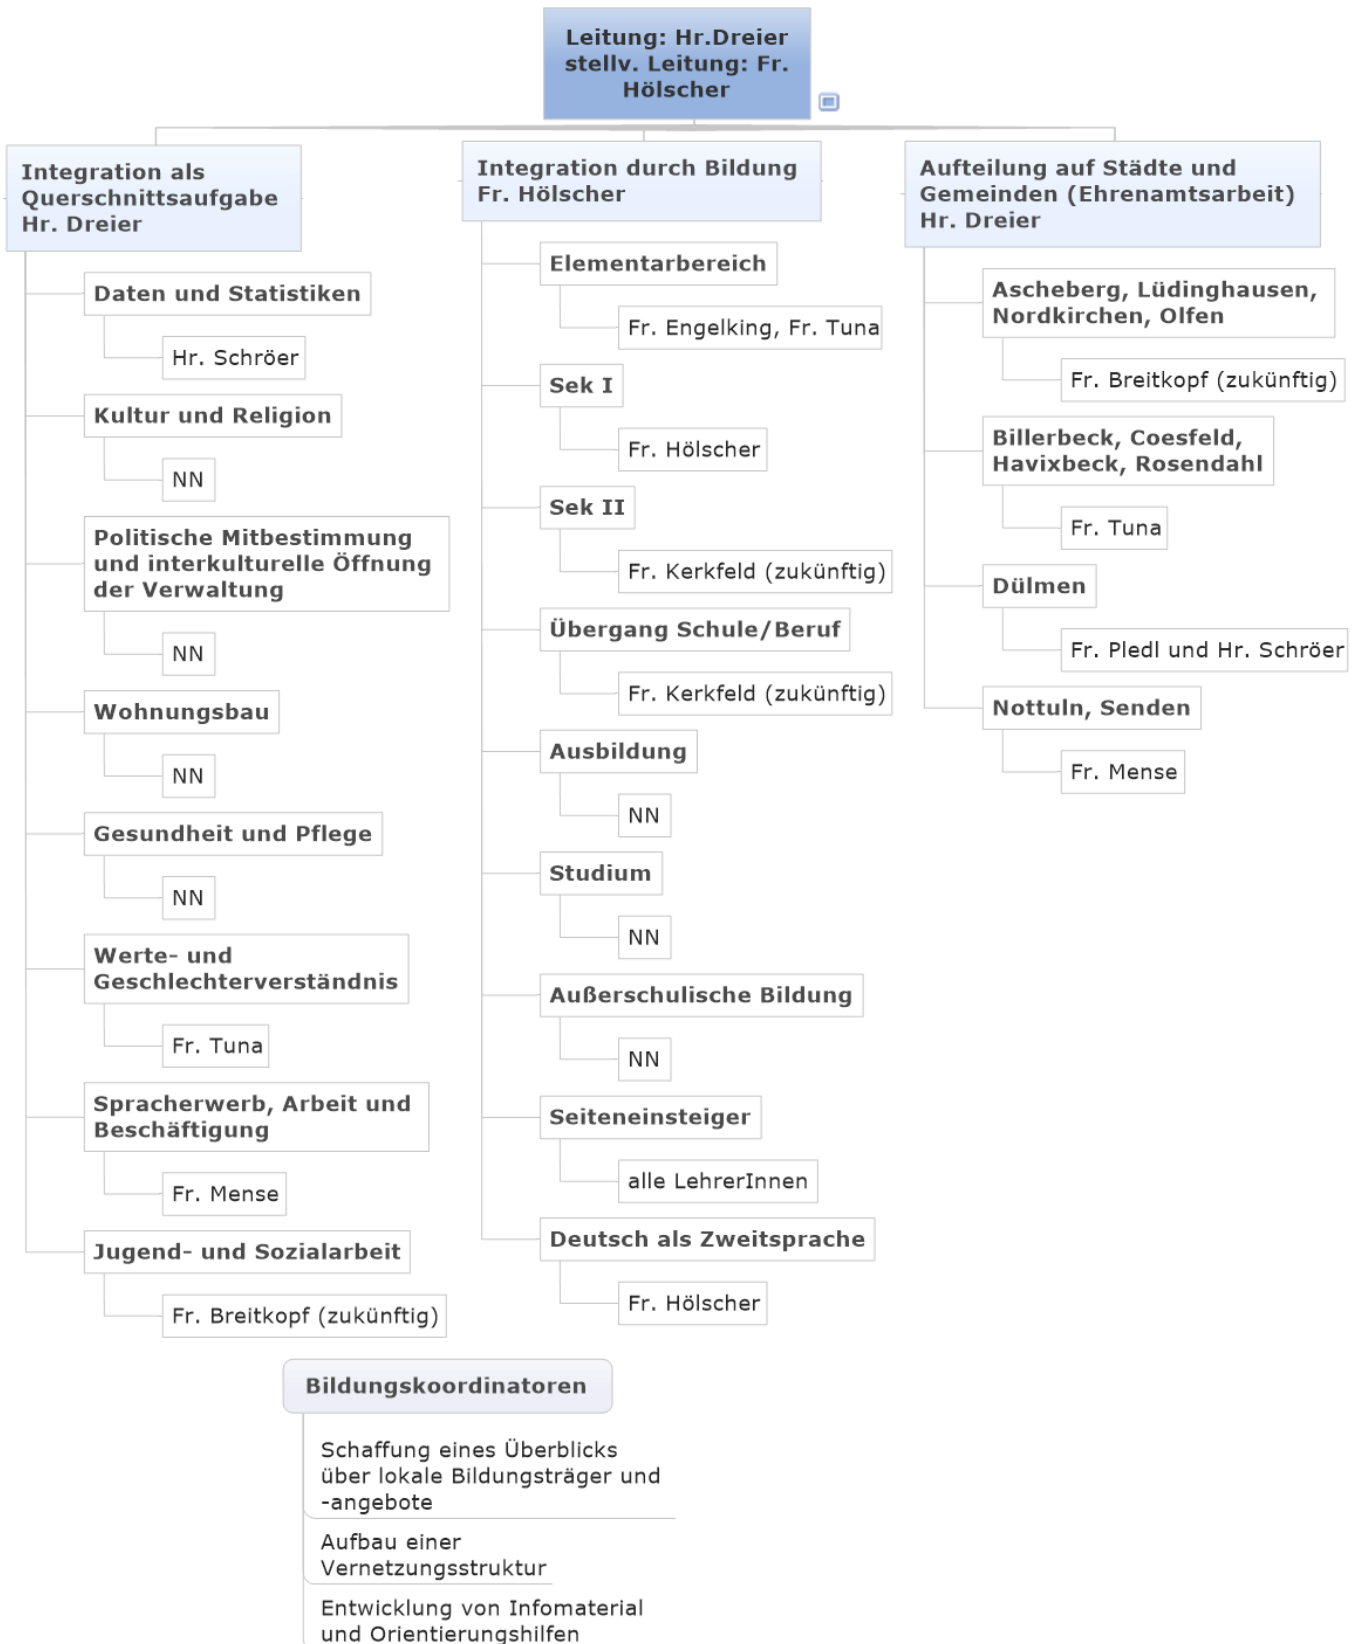 Leitung: Hr.Dreier
stellv. Leitung: Fr.
Hölscher
Integration als
Querschnittsaufgabe
Hr. Dreier
Daten und Statistiken
Hr. Schröer
Kultur und Religion
NN
Politische Mitbestimmung
und interkulturelle Öffnung
der Verwaltung
NN
Wohnungsbau
NN
Gesundheit und Pflege
NN
Werte- und
Geschlechterverständnis
Fr. Tuna
Spracherwerb, Arbeit und
Beschäftigung
Fr. Mense
Jugend- und Sozialarbeit
Fr. Breitkopf (zukünftig)
Integration durch Bildung
Fr. Hölscher
Elementarbereich
Fr. Engelking, Fr. Tuna
Sek I
Fr. Hölscher
Sek II
Fr. Kerkfeld (zukünftig)
Übergang Schule/Beruf
Fr. Kerkfeld (zukünftig)
Ausbildung
NN
Studium
NN
Außerschulische Bildung
NN
Seiteneinsteiger
alle LehrerInnen
Deutsch als Zweitsprache
Fr. Hölscher
Aufteilung auf Städte und
Gemeinden (Ehrenamtsarbeit)
Hr. Dreier
Ascheberg, Lüdinghausen,
Nordkirchen, Olfen
Fr. Breitkopf (zukünftig)
Billerbeck, Coesfeld,
Havixbeck, Rosendahl
Fr. Tuna
Dülmen
Fr. Pledl und Hr. Schröer
Nottuln, Senden
Fr. Mense
Bildungskoordinatoren
Schaffung eines Überblicks
über lokale Bildungsträger und
-angebote
Aufbau einer
Vernetzungsstruktur
Entwicklung von Infomaterial
und Orientierungshilfen